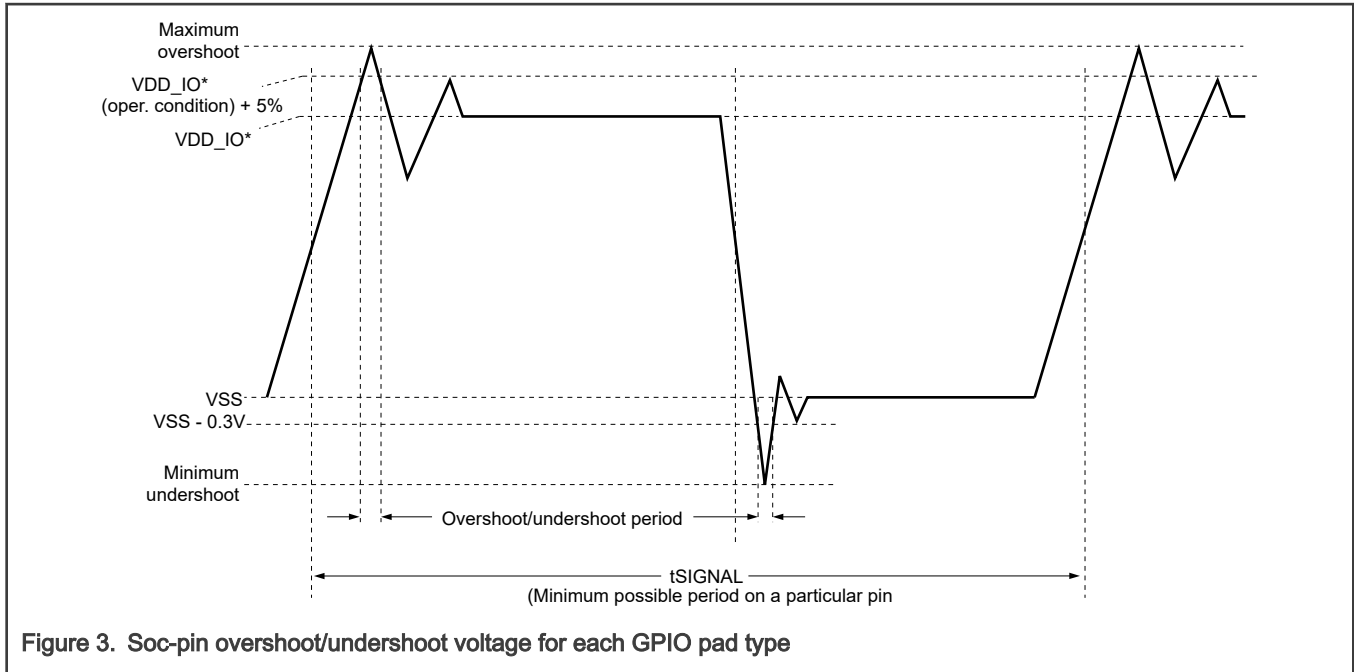 Maximum
overshoot
VDD_IO*
(oper. condition) + 5%
VDD_IO*
VSS
VSS - 0.3V
Minimum
undershoot
Overshoot/undershoot period
tSIGNAL
(Minimum possible period on a particular pin
Figure 3. Soc-pin overshoot/undershoot voltage for each GPIO pad type